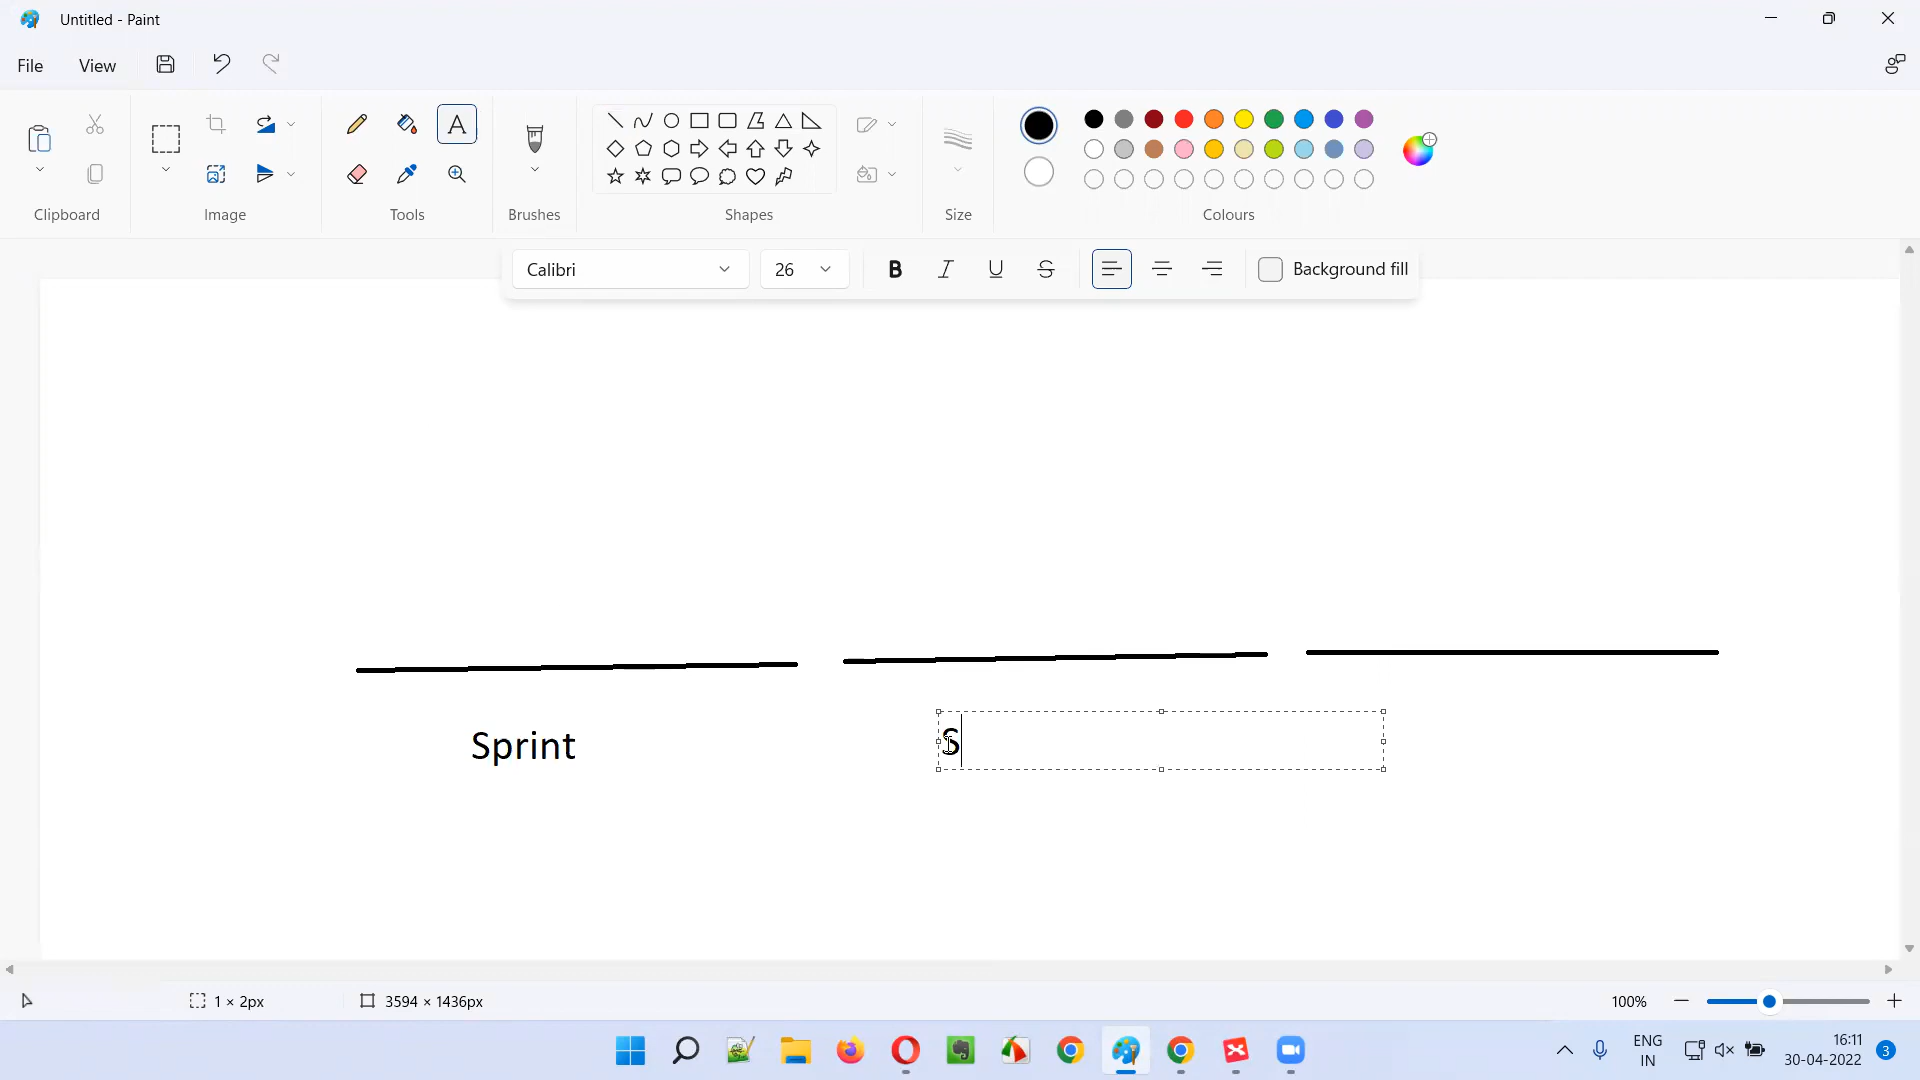 Untitled - Paint
File View
Clipboard
Image
Tools
Brushes
Shapes
Size
Colours
Calibri 26 B I U S Background fill
Sprint
S
1 × 2px
3594 × 1436px
100%
ENG
IN
16:11
30-04-2022
3